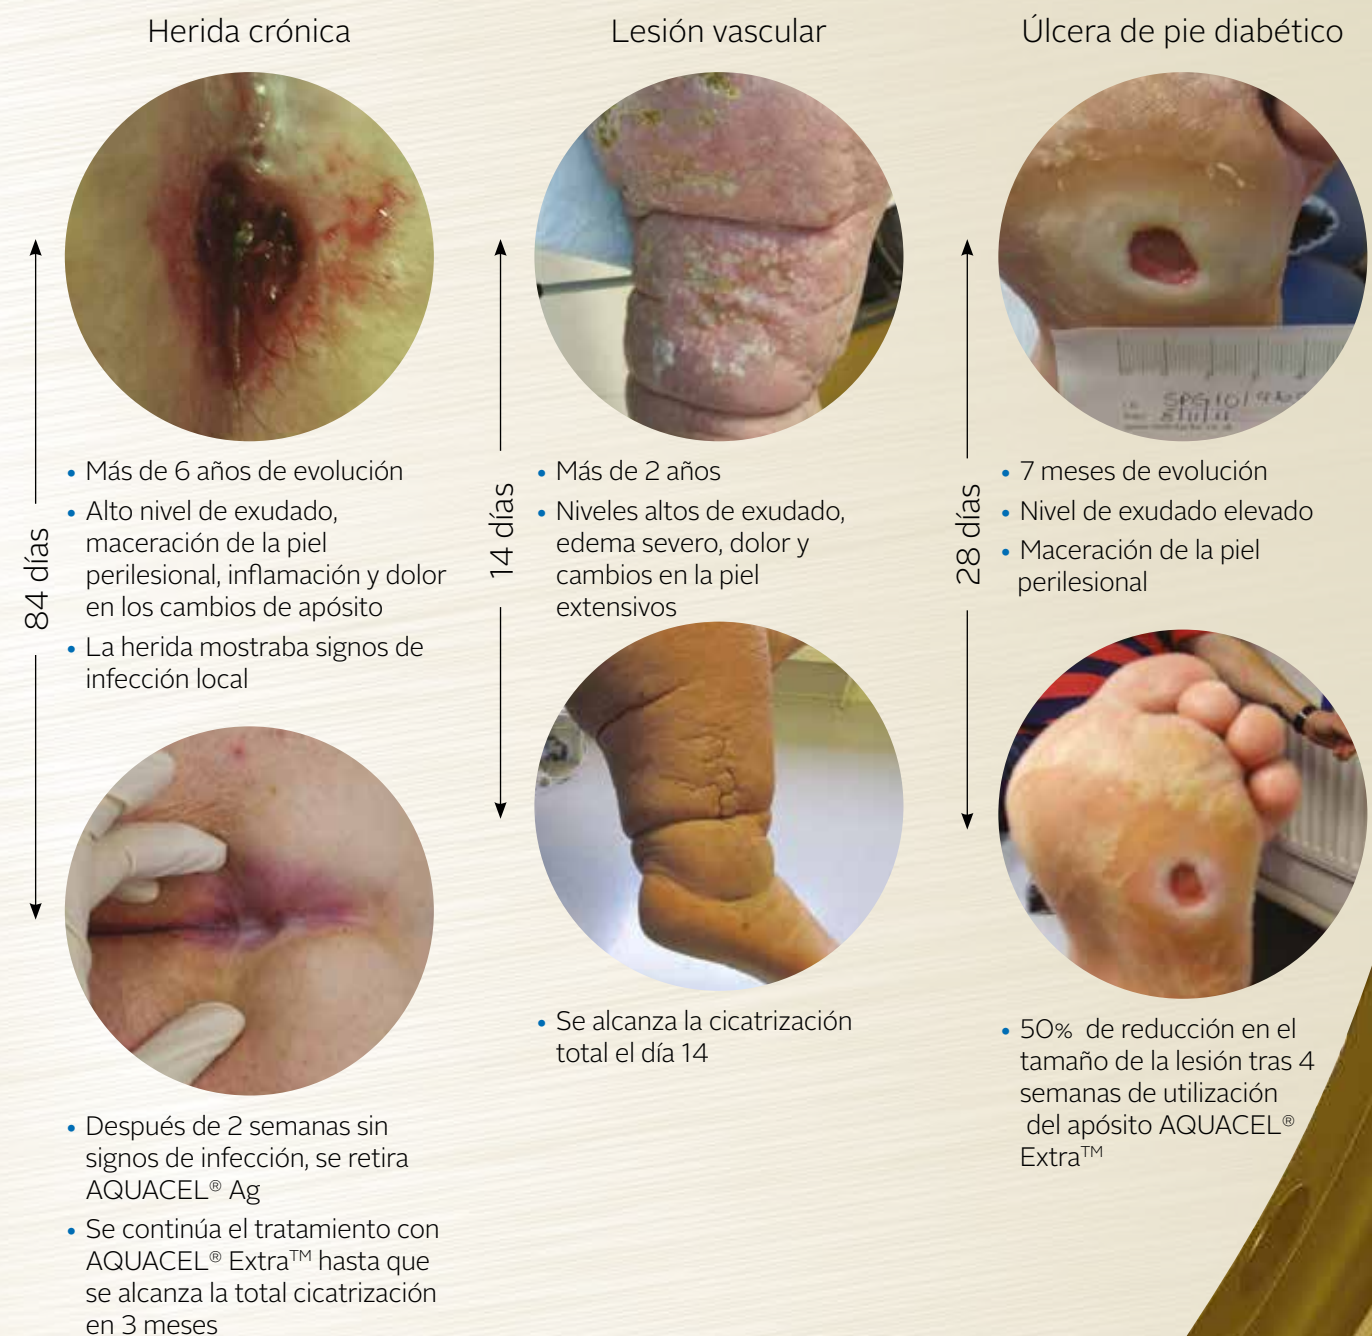 Herida crónica
84 días
• Más de 6 años de evolución
• Alto nivel de exudado,
maceración de la piel
perilesional, inflamación y dolor
en los cambios de apósito
• La herida mostraba signos de
infección local
• Después de 2 semanas sin
signos de infección, se retira
AQUACEL® Ag
• Se continúa el tratamiento con
AQUACEL® Extra™ hasta que
se alcanza la total cicatrización
en 3 meses
Lesión vascular
14 días
• Más de 2 años
• Niveles altos de exudado,
edema severo, dolor y
cambios en la piel
extensivos
• Se alcanza la cicatrización
total el día 14
Úlcera de pie diabético
28 días
• 7 meses de evolución
• Nivel de exudado elevado
• Maceración de la piel
perilesional
• 50% de reducción en el
tamaño de la lesión tras 4
semanas de utilización
del apósito AQUACEL®
Extra™